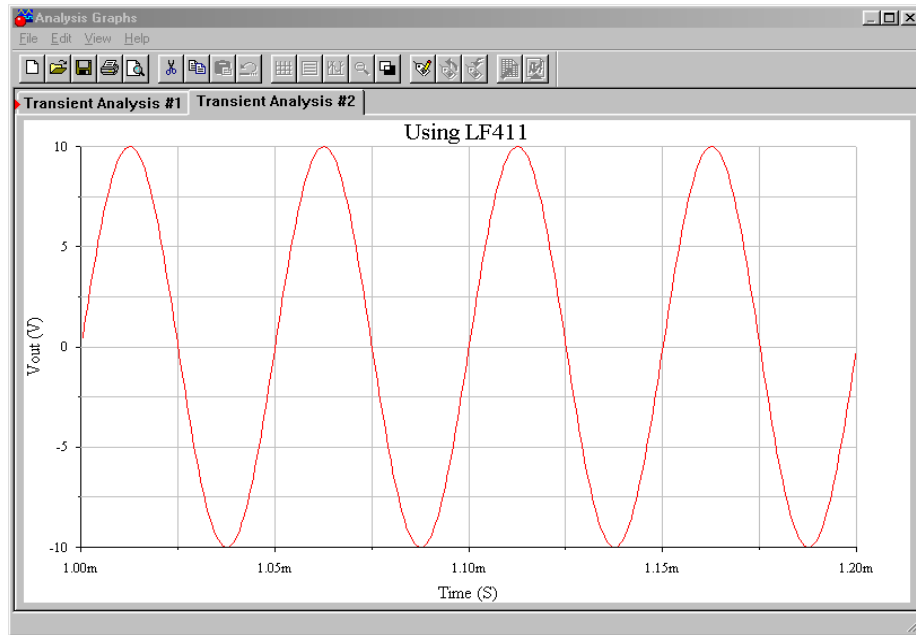 Analysis Graphs
File Edit View Help
Transient Analysis #1 Transient Analysis #2
Using LF411
10
5
0
-5
-10
Vout (V)
1.00m 1.05m 1.10m 1.15m 1.20m
Time (S)